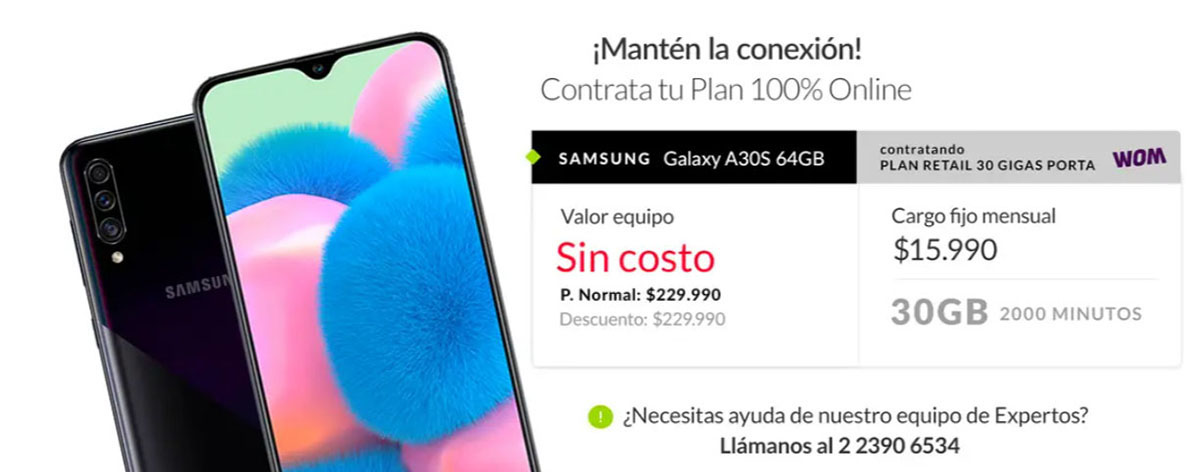 ¡Mantén la conexión!
Contrata tu Plan 100% Online
SAMSUNG Galaxy A30S 64GB
contratando
PLAN RETAIL 30 GIGAS PORTA
WOM
Valor equipo
Sin costo
P. Normal: $229.990
Descuento: $229.990
Cargo fijo mensual
$15.990
30GB 2000 MINUTOS
! ¿Necesitas ayuda de nuestro equipo de Expertos?
Llámanos al 2 2390 6534
SAMSUN